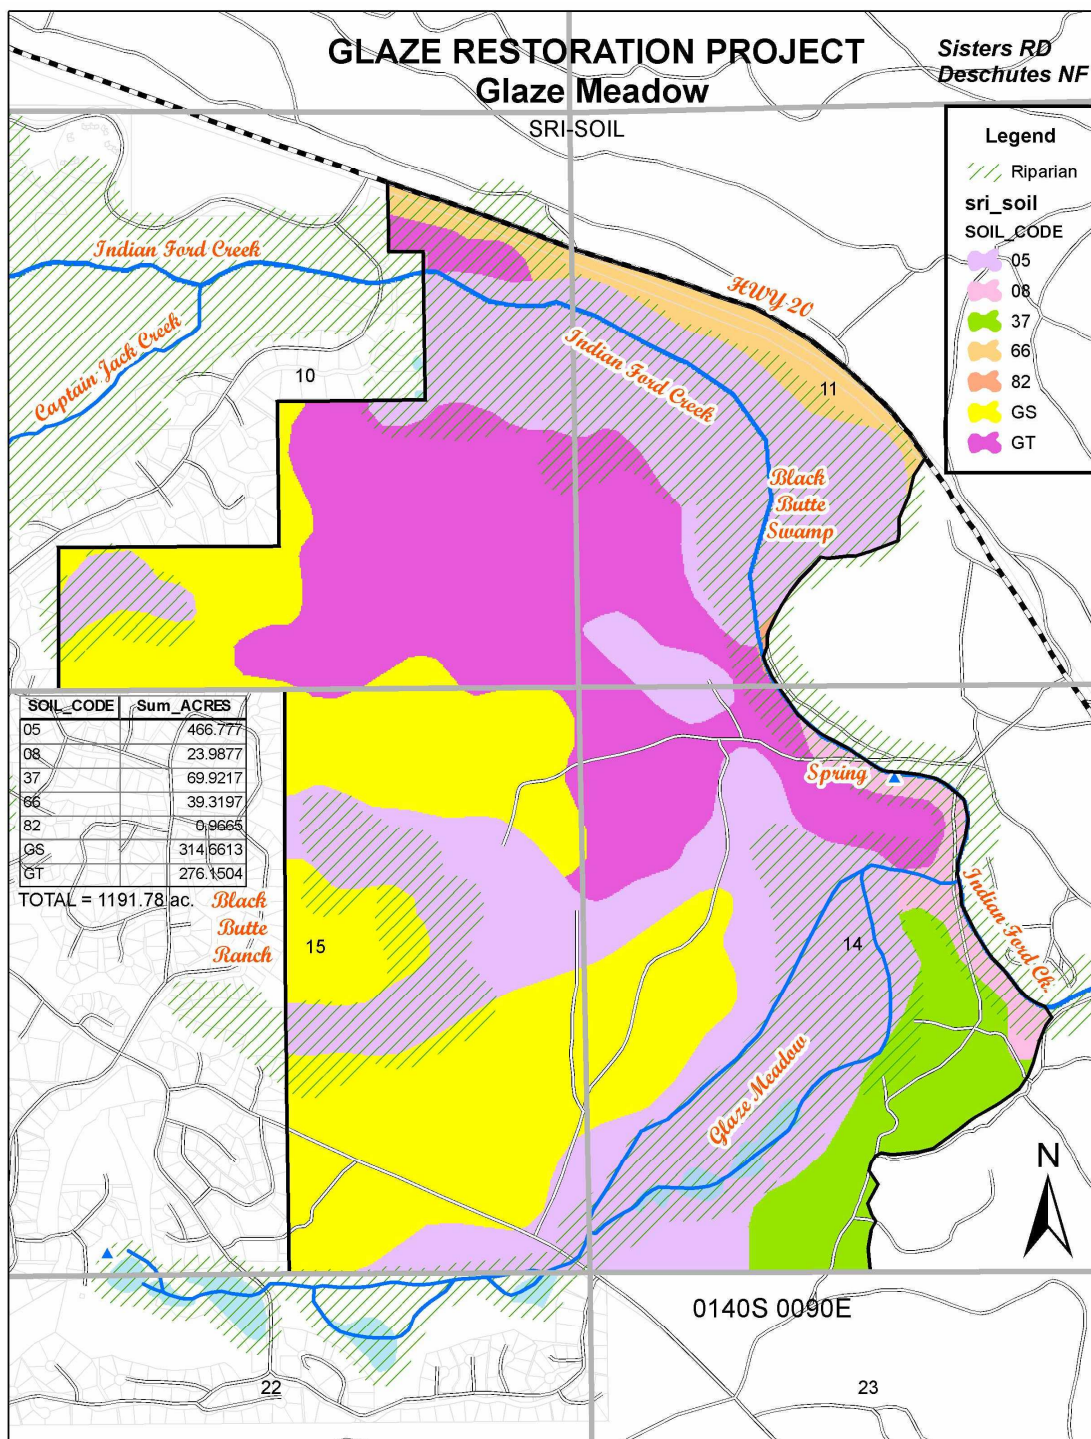 GLAZE RESTORATION PROJECT
Glaze Meadow
SRI-SOIL
Sisters RD
Deschutes NF
Legend
Riparian
sri_soil
SOIL_CODE
05
08
37
66
82
GS
GT
Indian Ford Creek
Captain Jack Creek
HWY-20
Indian Ford Creek
10
11
Black
Butte
Swamp
SOIL_CODE Sum_ACRES
05 466.777
08 23.9877
37 69.9217
66 39.3197
82 0.9665
GS 314.6613
GT 276.1504
TOTAL = 1191.78 ac.
Spring
Black
Butte
Ranch
15
14
Indian Ford Ck.
Glaze Meadow
N
0140S 0090E
22
23